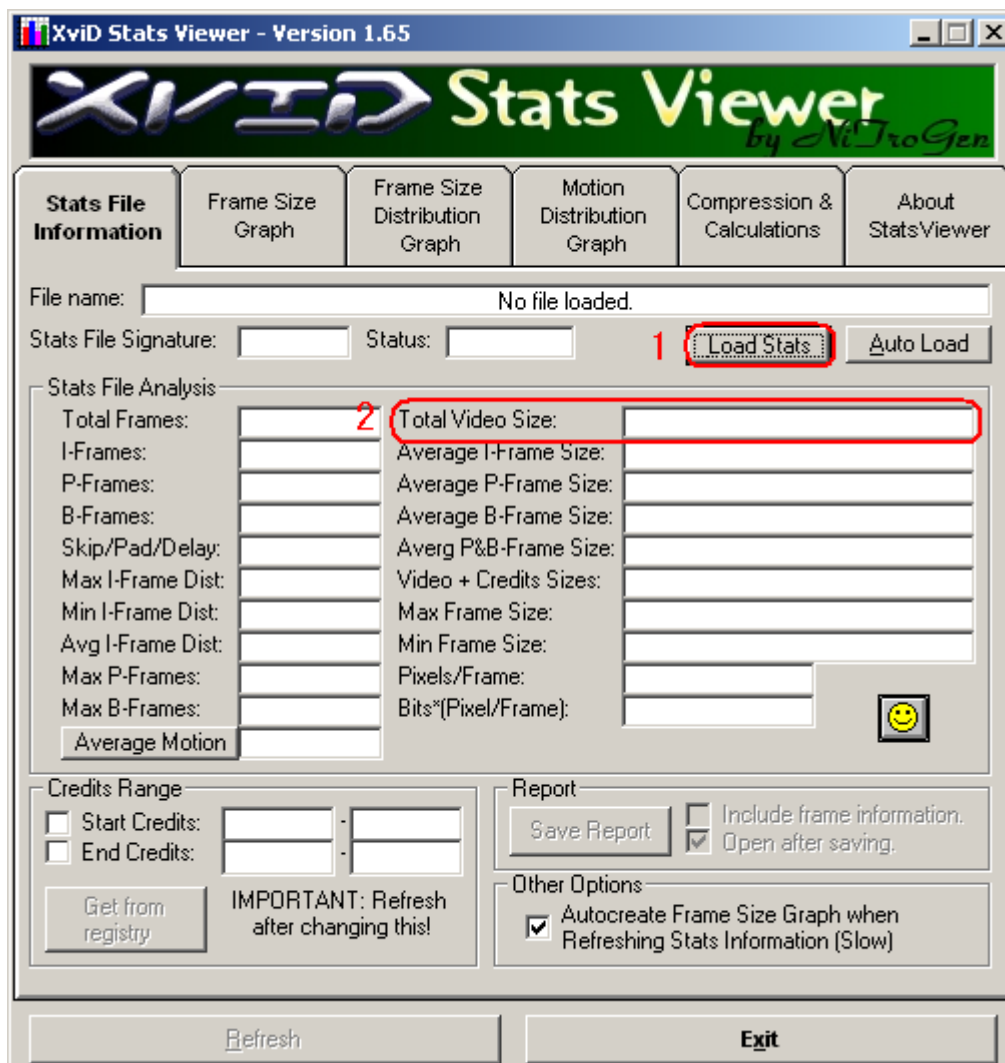 XviD Stats Viewer - Version 1.65
XViD Stats Viewer
by NiTroGen
Stats File Information
Frame Size Graph
Frame Size Distribution Graph
Motion Distribution Graph
Compression & Calculations
About StatsViewer
File name: No file loaded.
Stats File Signature: Status: 1 Load Stats Auto Load
Stats File Analysis
Total Frames: 2 Total Video Size:
I-Frames: Average I-Frame Size:
P-Frames: Average P-Frame Size:
B-Frames: Average B-Frame Size:
Skip/Pad/Delay: Averg P&B-Frame Size:
Max I-Frame Dist: Video + Credits Sizes:
Min I-Frame Dist: Max Frame Size:
Avg I-Frame Dist: Min Frame Size:
Max P-Frames: Pixels/Frame:
Max B-Frames: Bits*(Pixel/Frame):
Average Motion
Credits Range
Start Credits: -
End Credits: -
Get from registry
IMPORTANT: Refresh
after changing this!
Report
Save Report
Include frame information.
Open after saving.
Other Options
Autocreate Frame Size Graph when
Refreshing Stats Information (Slow)
Refresh Exit